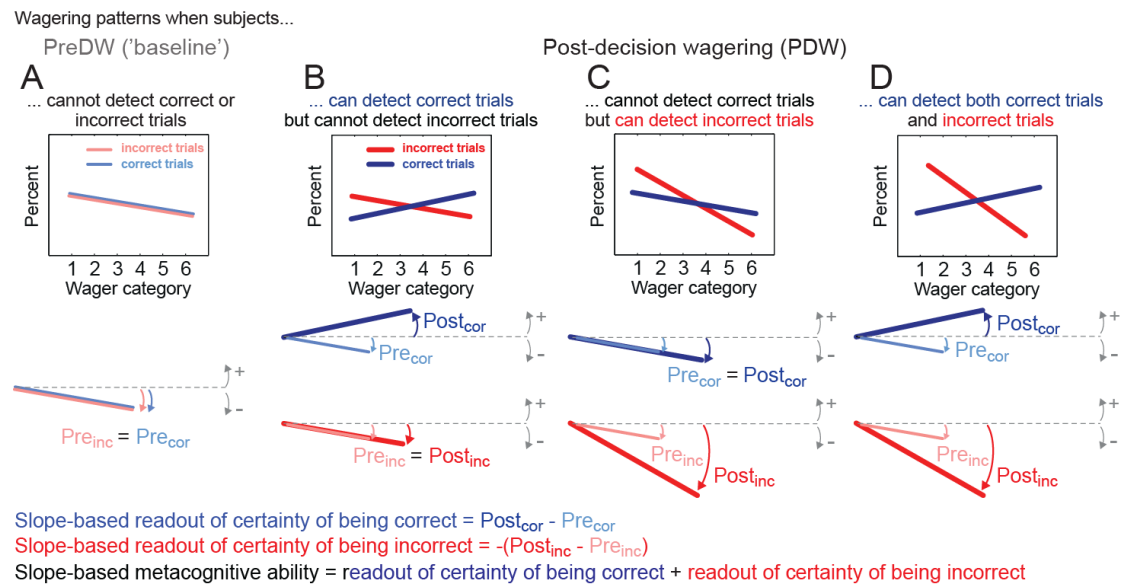 Wagering patterns when subjects...
PreDW ('baseline')
Post-decision wagering (PDW)
A
... cannot detect correct or
incorrect trials
incorrect trials
correct trials
Percent
1 2 3 4 5 6
Wager category
B
... can detect correct trials
but cannot detect incorrect trials
incorrect trials
correct trials
Percent
1 2 3 4 5 6
Wager category
C
... cannot detect correct trials
but can detect incorrect trials
Percent
1 2 3 4 5 6
Wager category
D
... can detect both correct trials
and incorrect trials
Percent
1 2 3 4 5 6
Wager category
+
-
Preinc = Precor
Postcor
Precor
+
-
Preinc = Postinc
+
-
Precor = Postcor
+
-
Preinc
Postinc
+
-
Postcor
Precor
+
-
Preinc
Postinc
+
-
Slope-based readout of certainty of being correct = Postcor - Precor
Slope-based readout of certainty of being incorrect = -(Postinc - Preinc)
Slope-based metacognitive ability = readout of certainty of being correct + readout of certainty of being incorrect